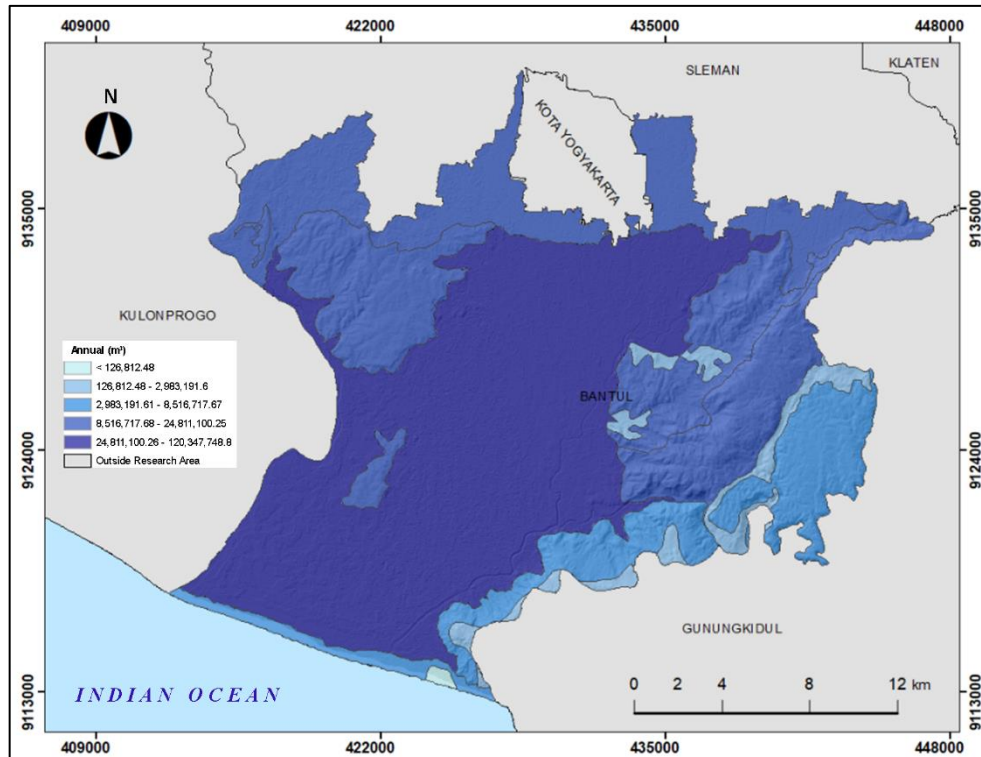 409000 422000 435000 448000
KLATEN
SLEMAN
N
KOTA YOGYAKARTA
9135000 9135000
KULONPROGO
Annual (m³)
< 126,812.48
126,812.48 - 2,983,191.6
2,983,191.61 - 8,516,717.67
8,516,717.68 - 24,811,100.25
24,811,100.26 - 120,347,748.8
Outside Research Area
BANTUL
9124000 9124000
GUNUNGKIDUL
INDIAN OCEAN
0 2 4 8 12 km
9113000 9113000
409000 422000 435000 448000